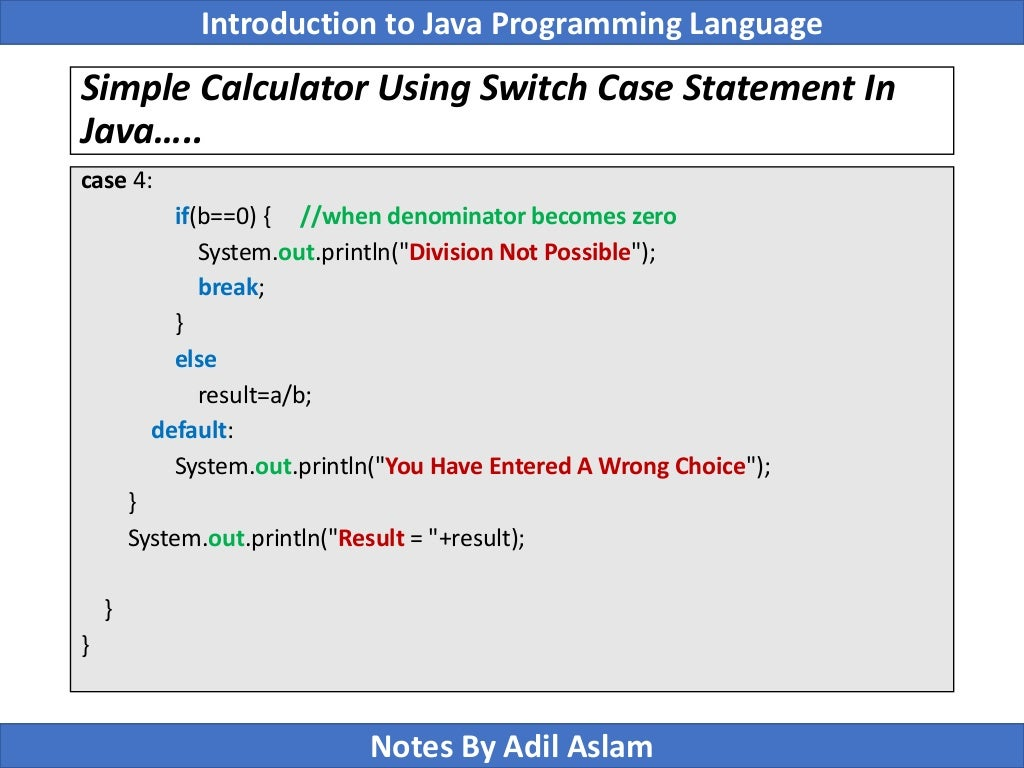 Introduction to Java Programming Language
Simple Calculator Using Switch Case Statement In
Java…..
case 4:
if(b==0) { //when denominator becomes zero
System.out.println("Division Not Possible");
break;
}
else
result=a/b;
default:
System.out.println("You Have Entered A Wrong Choice");
}
System.out.println("Result = "+result);
}
}
Notes By Adil Aslam